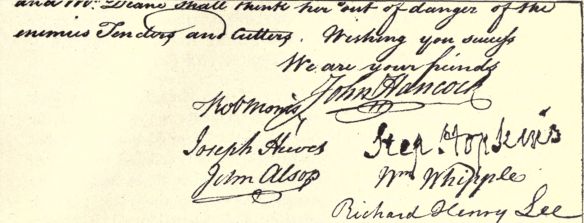 and Mr. Deane shall think her out of danger of the
enemies Tenders and Cutters. Wishing you success
We are your friends
John Hancock
Rob Morris
Joseph Hewes
Step. Hopkins
John Alsop
Wm Whipple
Richard Henry Lee